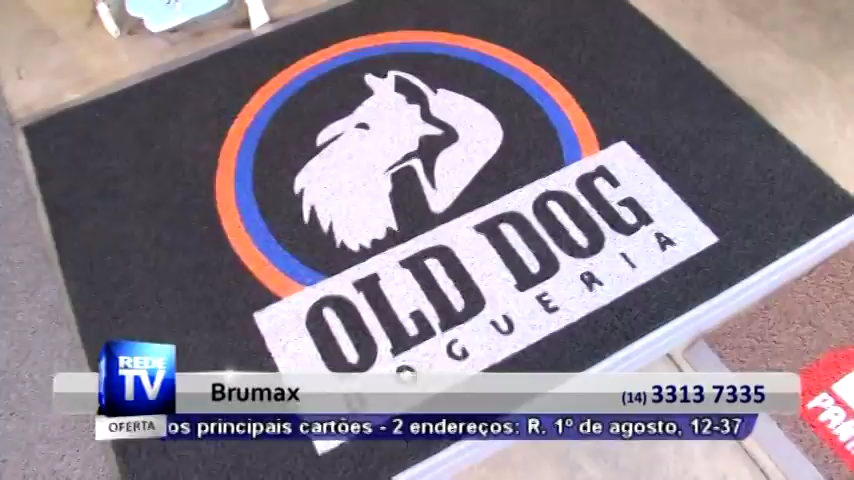 OLD DOG
OGUERIA
REDE
TV
OFERTA
Brumax
(14) 3313 7335
os principais cartões - 2 endereços: R. 1º de agosto, 12-37